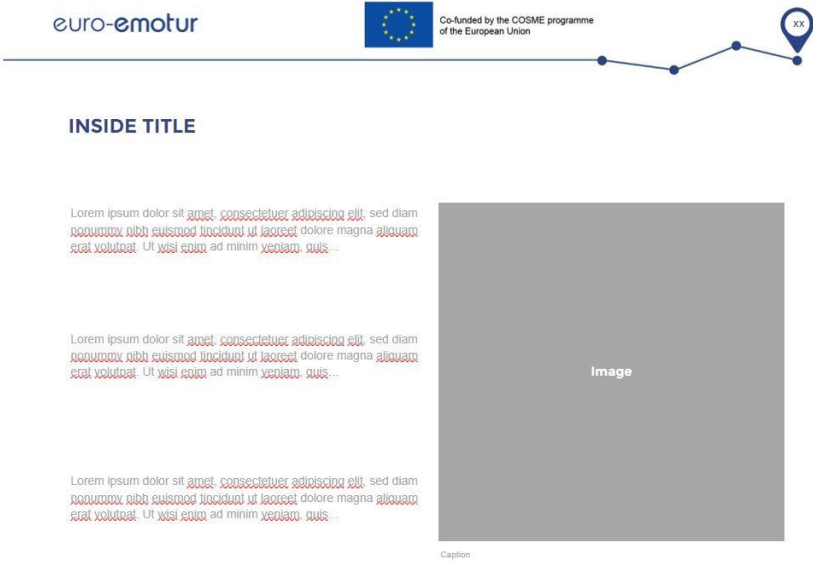 euro-emotur
Co-funded by the COSME programme
of the European Union
xx
INSIDE TITLE
Lorem ipsum dolor sit amet, consectetuer adipiscing elit, sed diam
nonummy nibh euismod tincidunt ut laoreet dolore magna aliquam
erat volutpat. Ut wisi enim ad minim veniam, quis…
Lorem ipsum dolor sit amet, consectetuer adipiscing elit, sed diam
nonummy nibh euismod tincidunt ut laoreet dolore magna aliquam
erat volutpat. Ut wisi enim ad minim veniam, quis…
Lorem ipsum dolor sit amet, consectetuer adipiscing elit, sed diam
nonummy nibh euismod tincidunt ut laoreet dolore magna aliquam
erat volutpat. Ut wisi enim ad minim veniam, quis…
Image
Caption